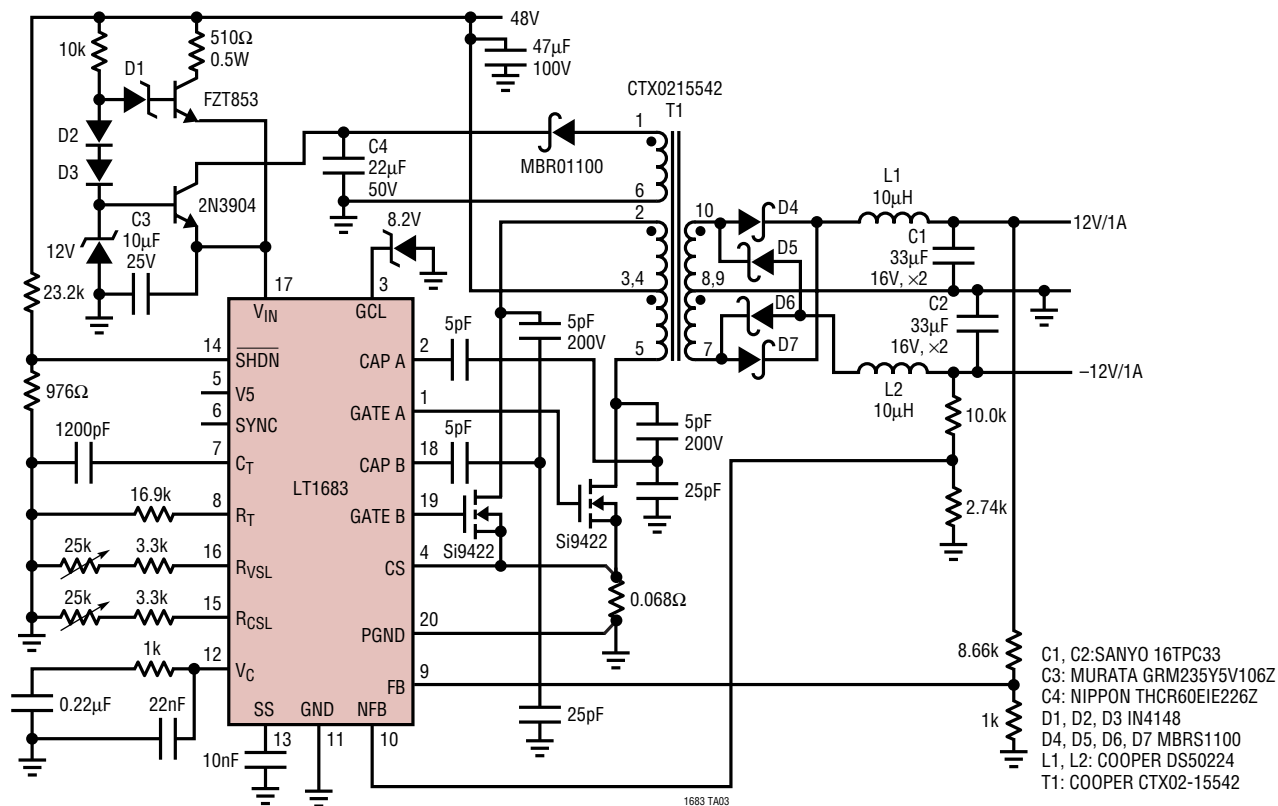 48V
10k
510Ω
0.5W
47µF
100V
D1
FZT853
CTX0215542
T1
D2
D3
1
MBR01100
C4
22µF
50V
6
2
2N3904
12V
C3
10µF
25V
8.2V
10
D4
D5
L1
10µH
12V/1A
C1
33µF
16V, ×2
23.2k
17
3
3,4
8,9
VIN
GCL
D6
C2
33µF
16V, ×2
5pF
200V
5
7
D7
14
SHDN
CAP A
2
5pF
L2
10µH
–12V/1A
976Ω
5
V5
6
SYNC
GATE A
1
5pF
200V
10.0k
1200pF
7
CT
CAP B
18
5pF
25pF
LT1683
16.9k
8
RT
GATE B
19
Si9422
Si9422
2.74k
25k
3.3k
16
RVSL
CS
4
0.068Ω
25k
3.3k
15
RCSL
PGND
20
1k
12
VC
FB
9
8.66k
0.22µF
22nF
SS
GND
NFB
25pF
1k
10nF
13
11
10
C1, C2:SANYO 16TPC33
C3: MURATA GRM235Y5V106Z
C4: NIPPON THCR60EIE226Z
D1, D2, D3 IN4148
D4, D5, D6, D7 MBRS1100
L1, L2: COOPER DS50224
T1: COOPER CTX02-15542
1683 TA03